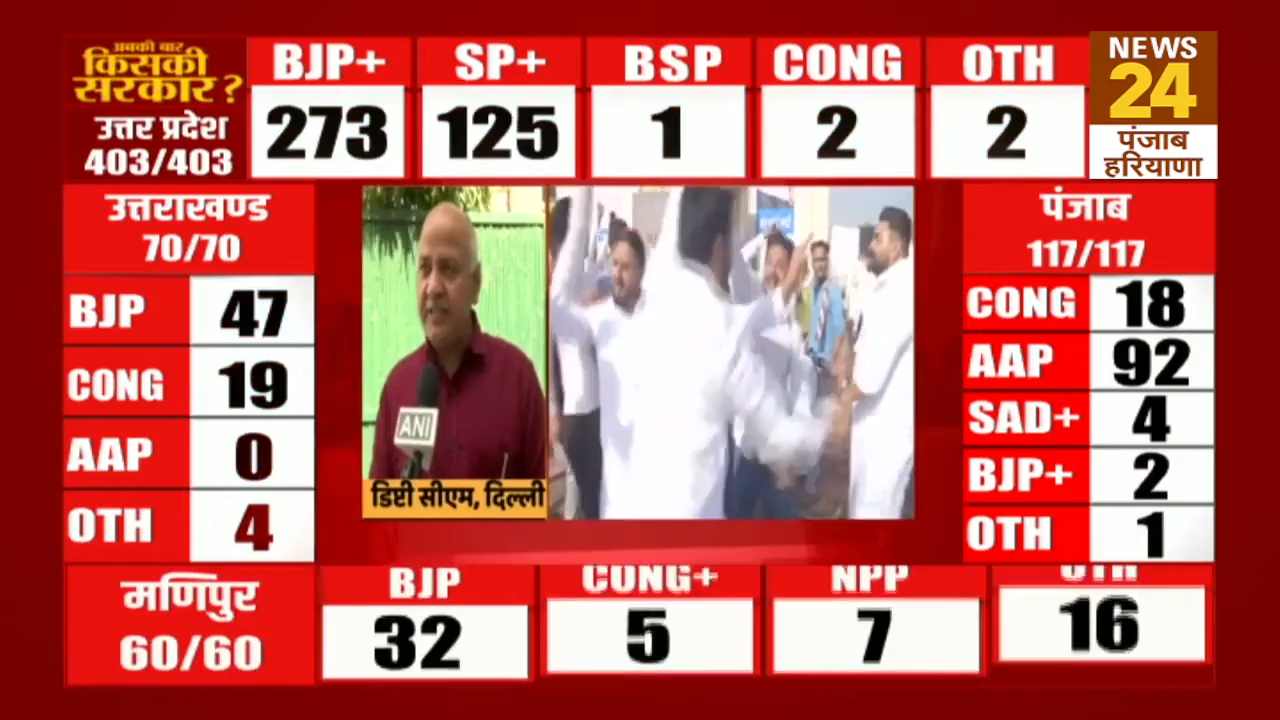 अबकी बार
किसकी
सरकार?
उत्तर प्रदेश
403/403
BJP+ SP+ BSP CONG OTH
273 125 1 2 2
NEWS
24
पंजाब
हरियाणा
उत्तराखण्ड
70/70
BJP 47
CONG 19
AAP 0
OTH 4
ANI
डिप्टी सीएम, दिल्ली
पंजाब
117/117
CONG 18
AAP 92
SAD+ 4
BJP+ 2
OTH 1
मणिपुर
60/60
BJP CONG+ NPP OTH
32 5 7 16